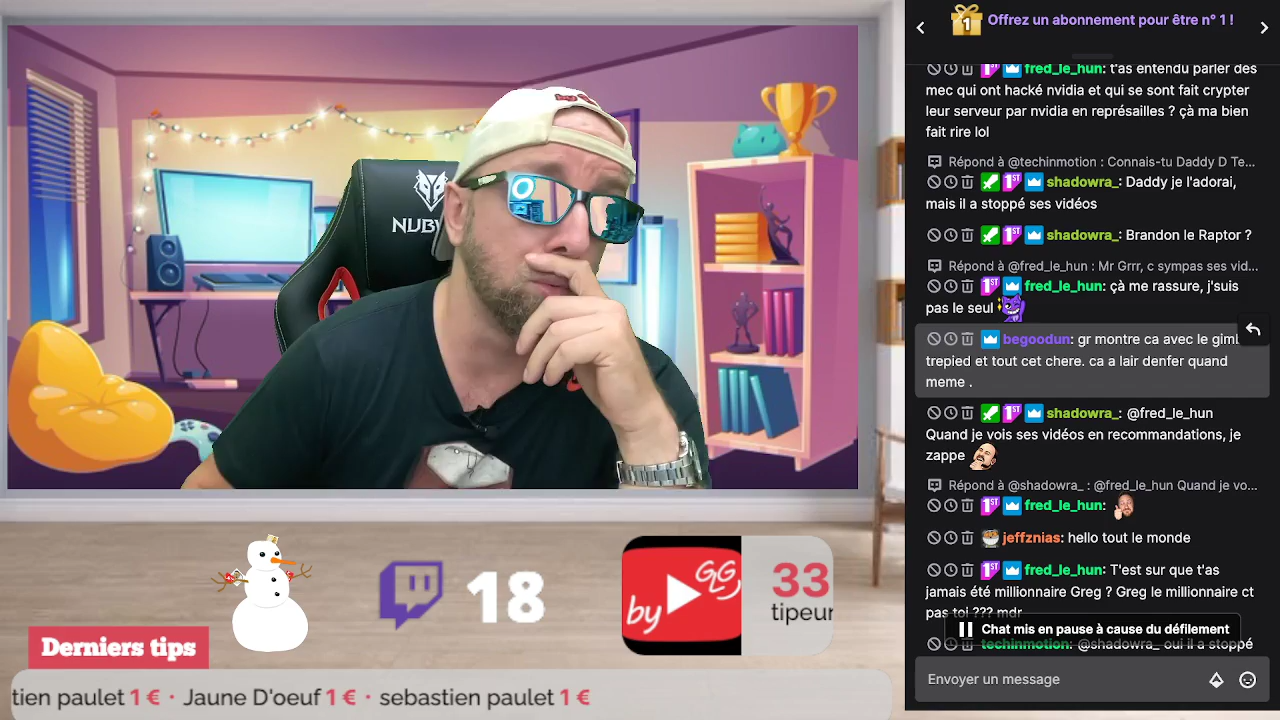 Offrez un abonnement pour être n° 1 !
1
fred_le_hun: t'as entendu parler des
mec qui ont hacké nvidia et qui se sont fait crypter
leur serveur par nvidia en représailles ? çà ma bien
fait rire lol
Répond à @techinmotion : Connais-tu Daddy D Te...
1ST shadowra_: Daddy je l'adorai,
mais il a stoppé ses vidéos
1ST shadowra_: Brandon le Raptor ?
Répond à @fred_le_hun : Mr Grrr, c sympas ses vid...
1ST fred_le_hun: çà me rassure, j'suis
pas le seul
begoodun: gr montre ca avec le gim
trepied et tout cet chere. ca a lair denfer quand
meme .
1ST shadowra_: @fred_le_hun
Quand je vois ses vidéos en recommandations, je
zappe
Répond à @shadowra_ : @fred_le_hun Quand je vo...
1ST fred_le_hun:
jeffznias: hello tout le monde
1ST fred_le_hun: T'est sur que t'as
jamais été millionnaire Greg ? Greg le millionnaire ct
pas toi ??? mdr
Chat mis en pause à cause du défilement
techinmotion: @shadowra_ oui il a stoppé
Envoyer un message
NUBY
18
by GG
33
tipeur
Derniers tips
tien paulet 1 € · Jaune D'oeuf 1 € · sebastien paulet 1 €